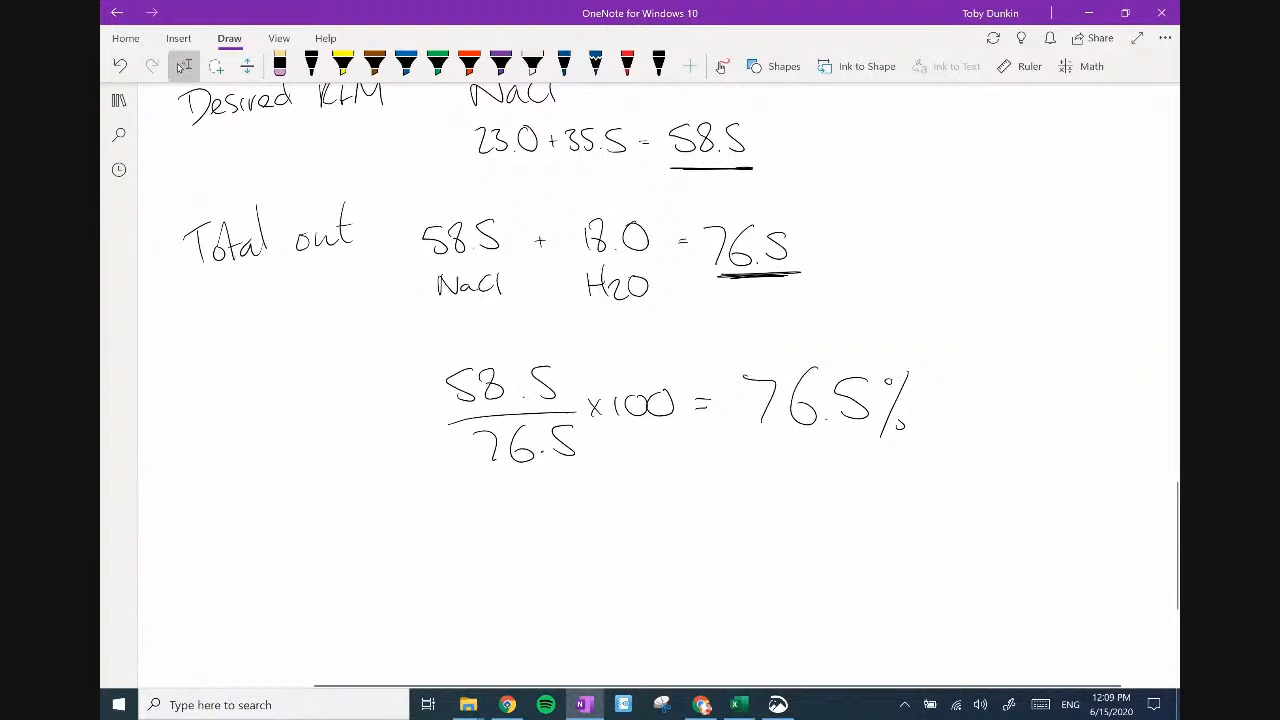 OneNote for Windows 10
Toby Dunkin
Home Insert Draw View Help
Share
Shapes Ink to Shape Ink to Text Ruler Math
Desired RFM NaCl
23.0 + 35.5 = 58.5
Total out 58.5 + 18.0 = 76.5
NaCl H2O
58.5
76.5
x 100 = 76.5%
Type here to search
ENG
12:09 PM
6/15/2020